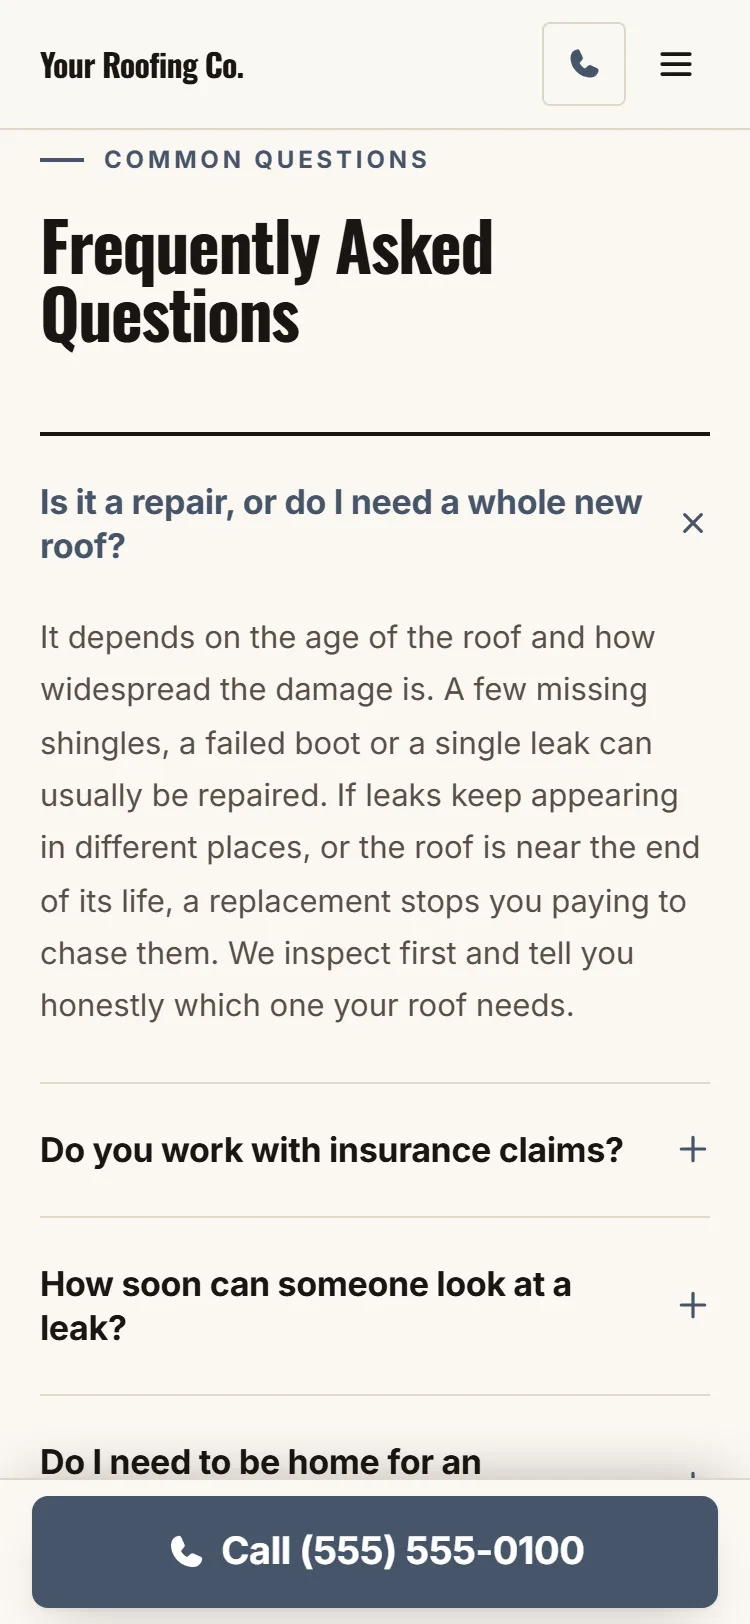 Your Roofing Co.
COMMON QUESTIONS
Frequently Asked
Questions
Is it a repair, or do I need a whole new
roof?
It depends on the age of the roof and how
widespread the damage is. A few missing
shingles, a failed boot or a single leak can
usually be repaired. If leaks keep appearing
in different places, or the roof is near the end
of its life, a replacement stops you paying to
chase them. We inspect first and tell you
honestly which one your roof needs.
Do you work with insurance claims?
How soon can someone look at a
leak?
Do I need to be home for an
Call (555) 555-0100